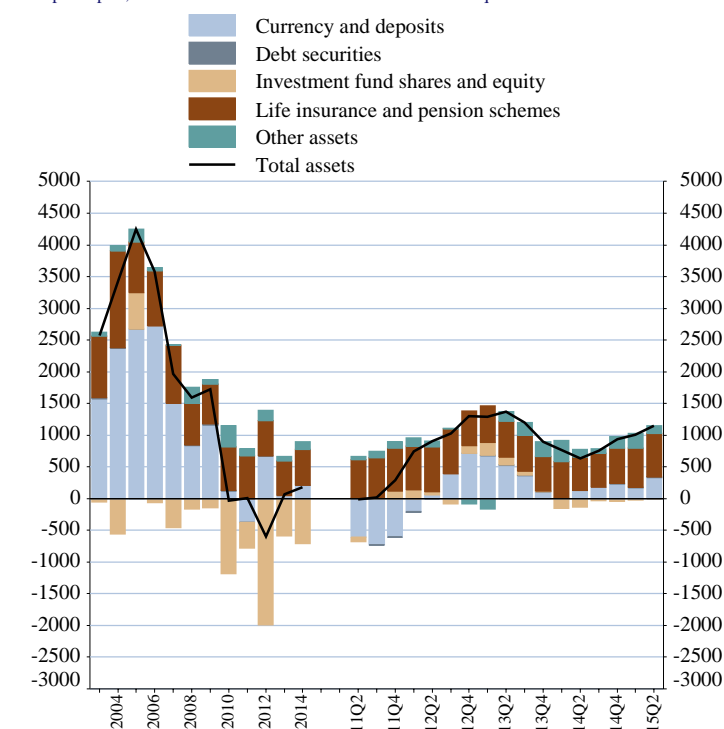 Currency and deposits
Debt securities
Investment fund shares and equity
Life insurance and pension schemes
Other assets
Total assets
5000 5000
4500 4500
4000 4000
3500 3500
3000 3000
2500 2500
2000 2000
1500 1500
1000 1000
500 500
0 0
-500 -500
-1000 -1000
-1500 -1500
-2000 -2000
-2500 -2500
-3000 -3000
2004 2006 2008 2010 2012 2014 11Q2 11Q4 12Q2 12Q4 13Q2 13Q4 14Q2 14Q4 15Q2